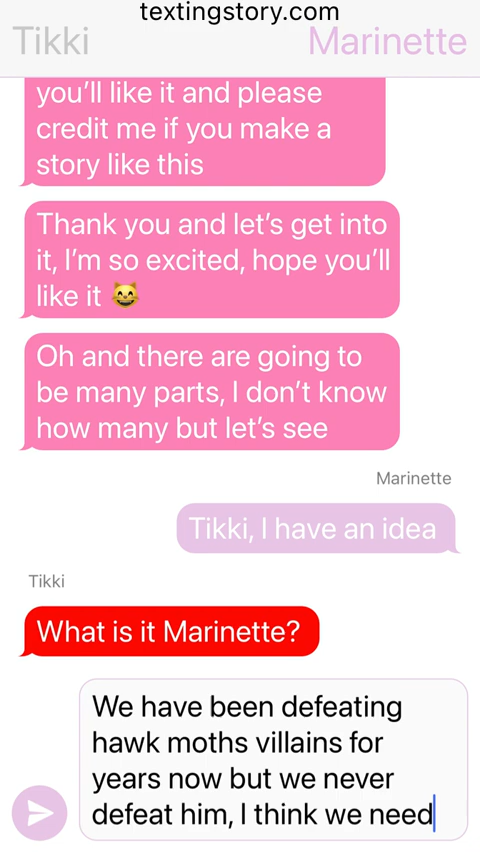 textingstory.com
Tikki
Marinette
you’ll like it and please
credit me if you make a
story like this
Thank you and let’s get into
it, I’m so excited, hope you’ll
like it 😸
Oh and there are going to
be many parts, I don’t know
how many but let’s see
Marinette
Tikki, I have an idea
Tikki
What is it Marinette?
We have been defeating
hawk moths villains for
years now but we never
defeat him, I think we need